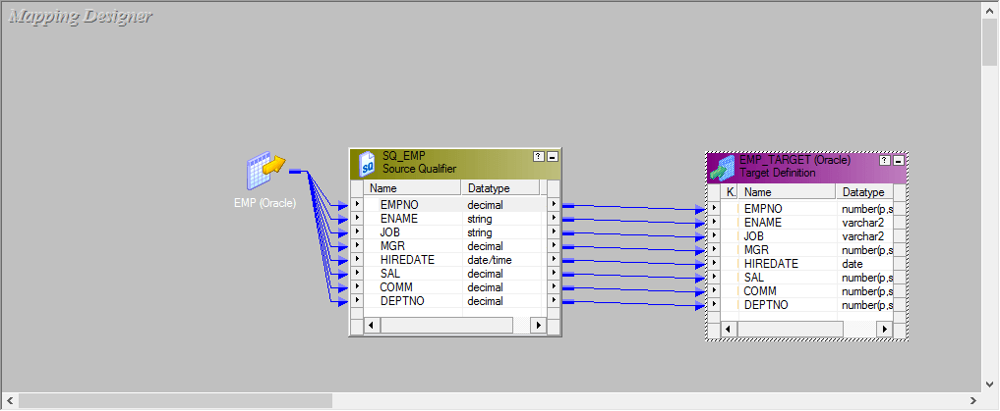 Mapping Designer
EMP (Oracle)
SQ
SQ_EMP
Source Qualifier
?
Name Datatype
EMPNO decimal
ENAME string
JOB string
MGR decimal
HIREDATE date/time
SAL decimal
COMM decimal
DEPTNO decimal
EMP_TARGET (Oracle)
Target Definition
?
K. Name Datatype
EMPNO number(p,s
ENAME varchar2
JOB varchar2
MGR number(p,s
HIREDATE date
SAL number(p,s
COMM number(p,s
DEPTNO number(p,s